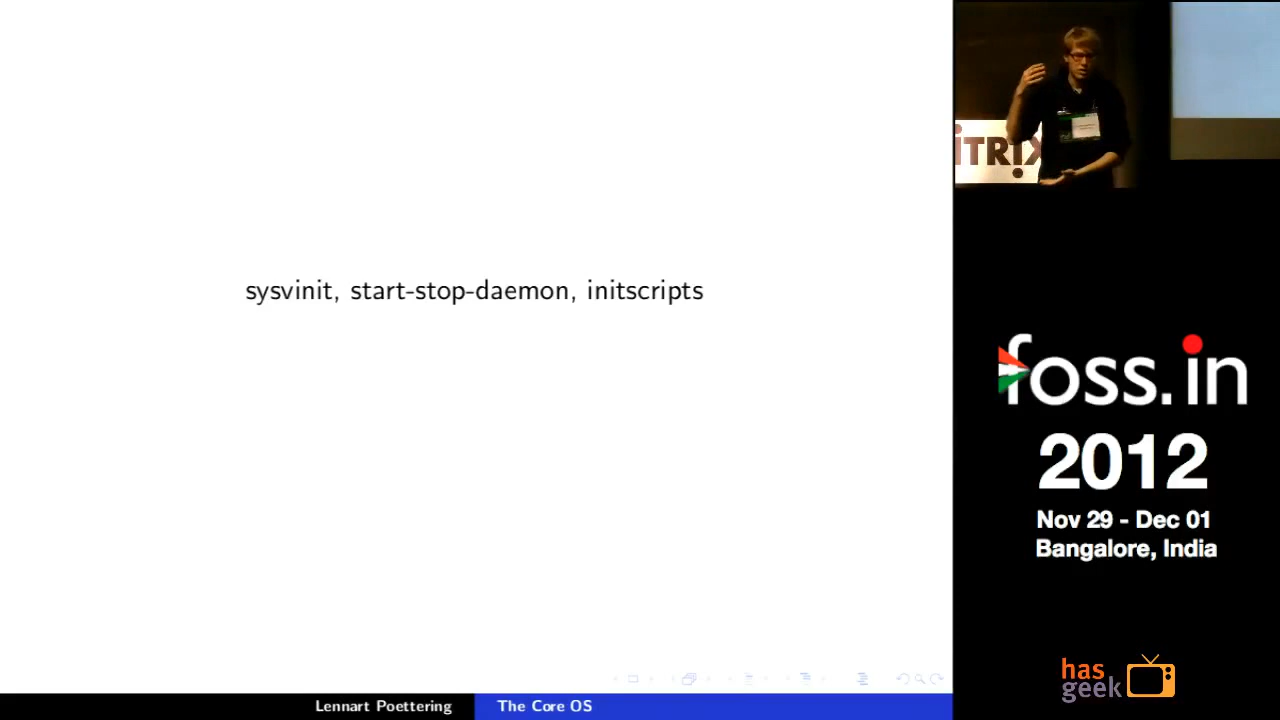 sysvinit, start-stop-daemon, initscripts
Lennart Poettering
The Core OS
iTRIX
foss.in
2012
Nov 29 - Dec 01
Bangalore, India
has
geek